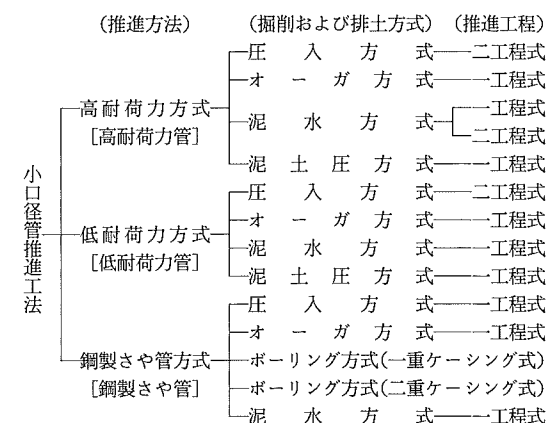 (推進方法) (掘削および排土方式) (推進工程)
圧入方式 二工程式
オーガ方式 一工程式
高耐荷力方式 泥水方式 一工程式
[高耐荷力管] 二工程式
泥土圧方式 一工程式
小口径管推進工法
圧入方式 二工程式
オーガ方式 一工程式
低耐荷力方式 泥水方式 一工程式
[低耐荷力管] 泥土圧方式 一工程式
圧入方式 一工程式
オーガ方式 一工程式
鋼製さや管方式 ボーリング方式(一重ケーシング式)
[鋼製さや管] ボーリング方式(二重ケーシング式)
泥水方式 一工程式